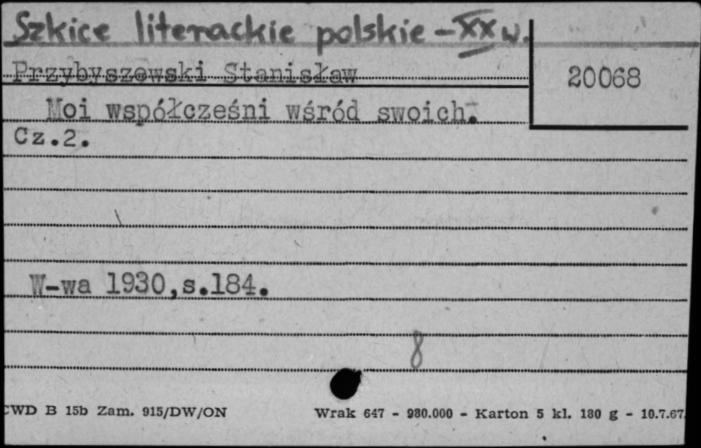 Szkice literackie polskie - XX w.
Przybyszewski Stanisław
20068
Moi współcześni wśród swoich.
Cz.2.
W-wa 1930,s.184.
8
CWD B 15b Zam. 915/DW/ON
Wrak 647 - 980.000 - Karton 5 kl. 180 g - 10.7.67